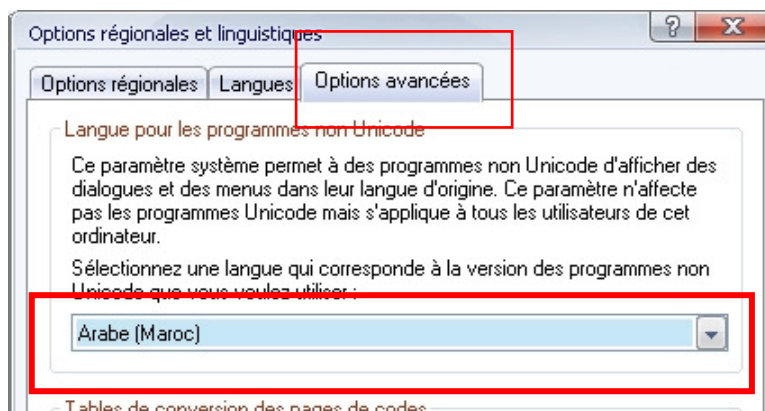 Options régionales et linguistiques
Options régionales Langues Options avancées
Langue pour les programmes non Unicode
Ce paramètre système permet à des programmes non Unicode d'afficher des
dialogues et des menus dans leur langue d'origine. Ce paramètre n'affecte
pas les programmes Unicode mais s'applique à tous les utilisateurs de cet
ordinateur.
Sélectionnez une langue qui corresponde à la version des programmes non
Unicode que vous voulez utiliser :
Arabe (Maroc)
Tables de conversion des pages de codes